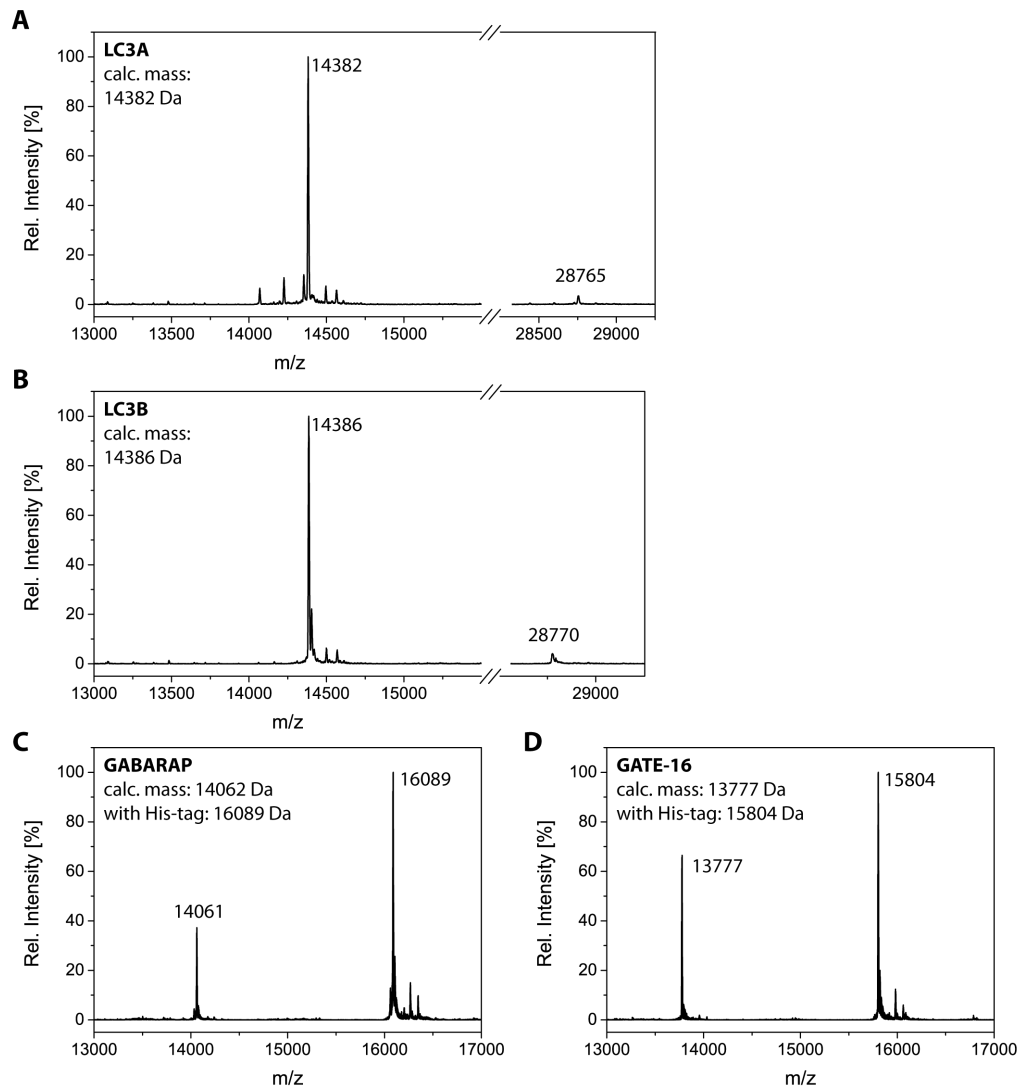 A
LC3A
calc. mass:
14382 Da
14382
28765
100
80
60
40
20
0
Rel. Intensity [%]
13000 13500 14000 14500 15000 28500 29000
m/z
B
LC3B
calc. mass:
14386 Da
14386
28770
100
80
60
40
20
0
Rel. Intensity [%]
13000 13500 14000 14500 15000 29000
m/z
C
GABARAP
calc. mass: 14062 Da
with His-tag: 16089 Da
16089
14061
100
80
60
40
20
0
Rel. Intensity [%]
13000 14000 15000 16000 17000
m/z
D
GATE-16
calc. mass: 13777 Da
with His-tag: 15804 Da
15804
13777
100
80
60
40
20
0
Rel. Intensity [%]
13000 14000 15000 16000 17000
m/z